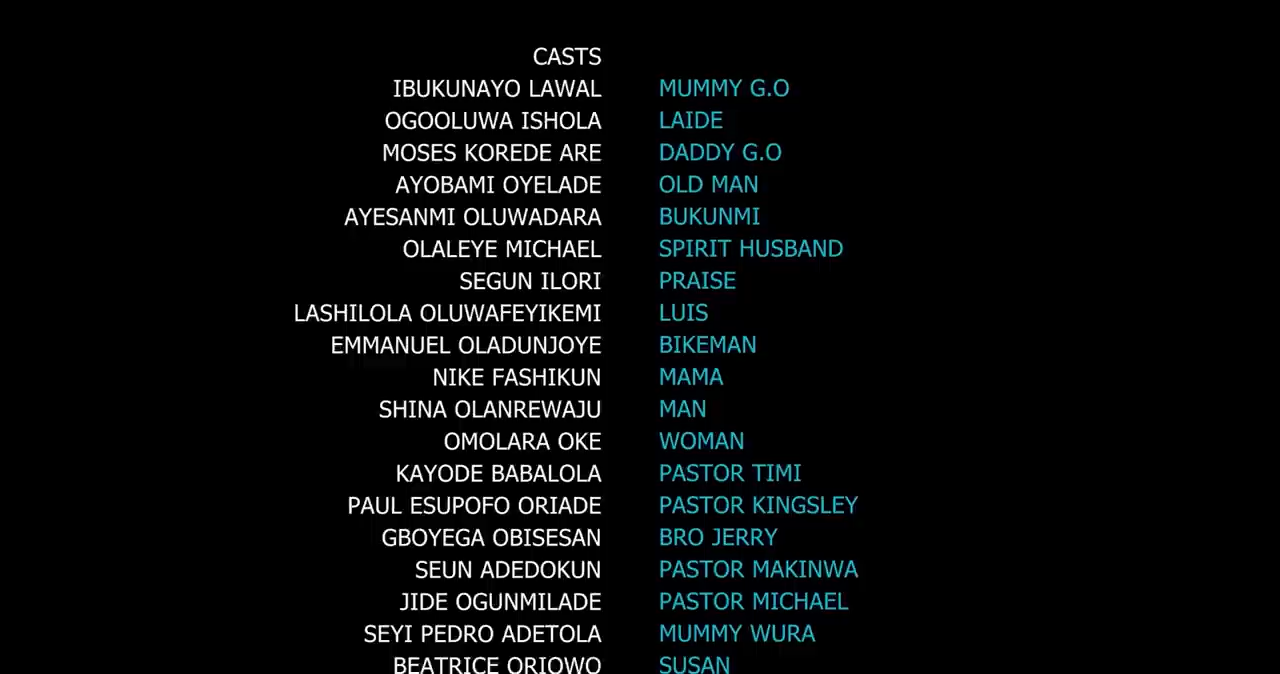 CASTS
IBUKUNAYO LAWAL MUMMY G.O
OGOOLUWA ISHOLA LAIDE
MOSES KOREDE ARE DADDY G.O
AYOBAMI OYELADE OLD MAN
AYESANMI OLUWADARA BUKUNMI
OLALEYE MICHAEL SPIRIT HUSBAND
SEGUN ILORI PRAISE
LASHILOLA OLUWAFEYIKEMI LUIS
EMMANUEL OLADUNJOYE BIKEMAN
NIKE FASHIKUN MAMA
SHINA OLANREWAJU MAN
OMOLARA OKE WOMAN
KAYODE BABALOLA PASTOR TIMI
PAUL ESUPOFO ORIADE PASTOR KINGSLEY
GBOYEGA OBISESAN BRO JERRY
SEUN ADEDOKUN PASTOR MAKINWA
JIDE OGUNMILADE PASTOR MICHAEL
SEYI PEDRO ADETOLA MUMMY WURA
BEATRICE ORIOWO SUSAN